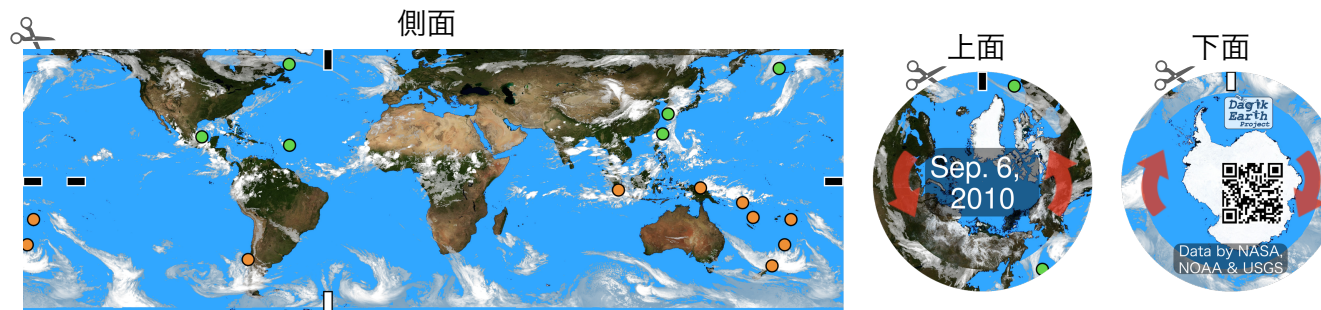 側面
上面
下面
Sep. 6,
2010
Dagik
Earth
Project
Data by NASA,
NOAA & USGS